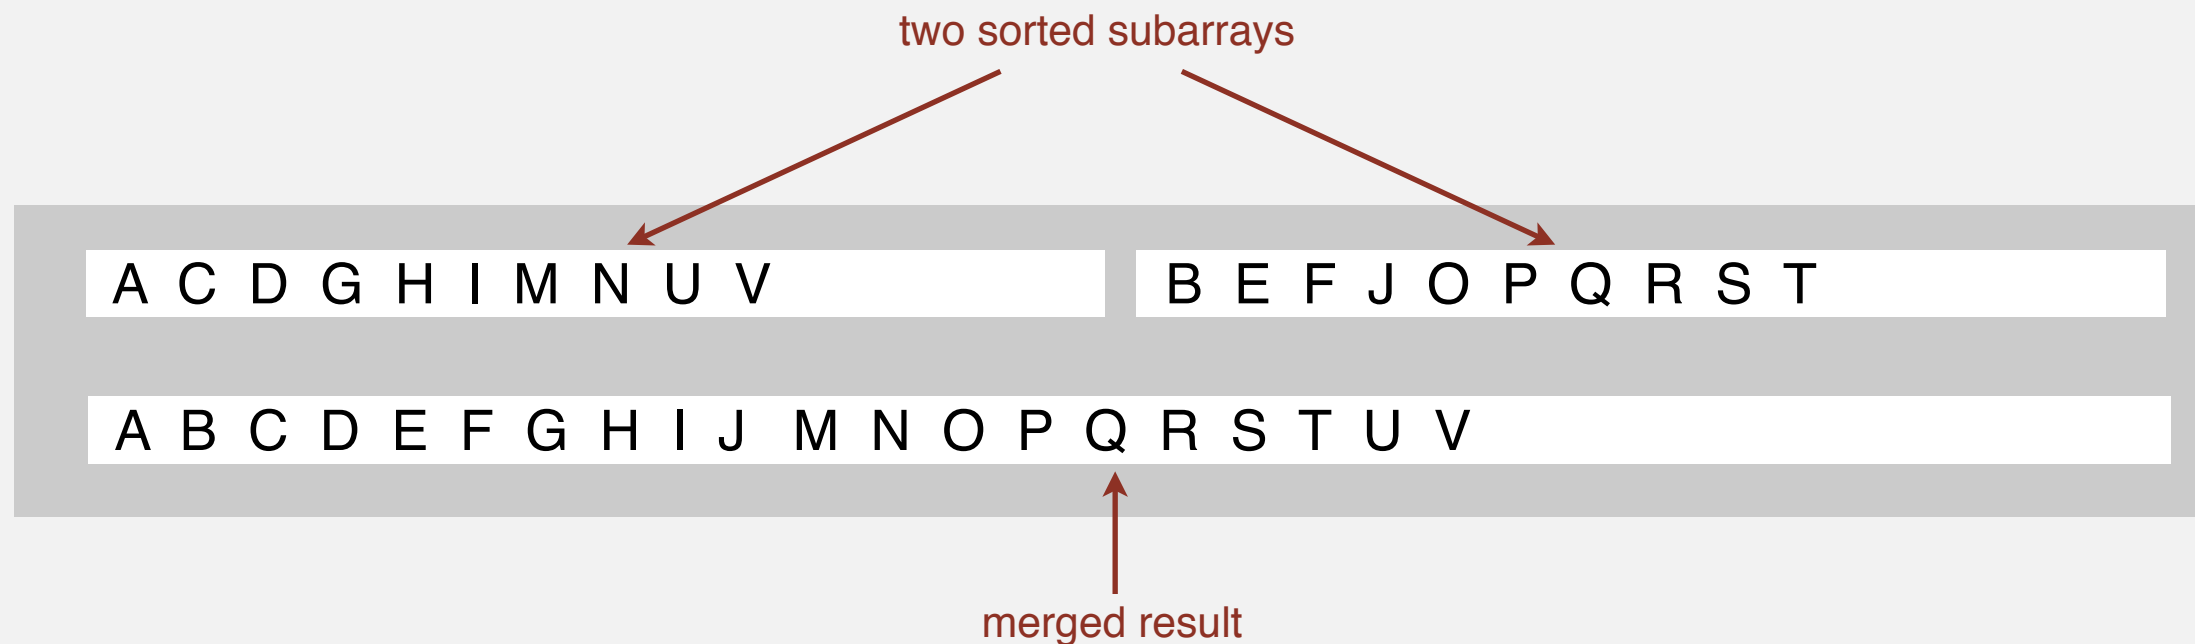 two sorted subarrays
A C D G H I M N U V
B E F J O P Q R S T
A B C D E F G H I J M N O P Q R S T U V
merged result